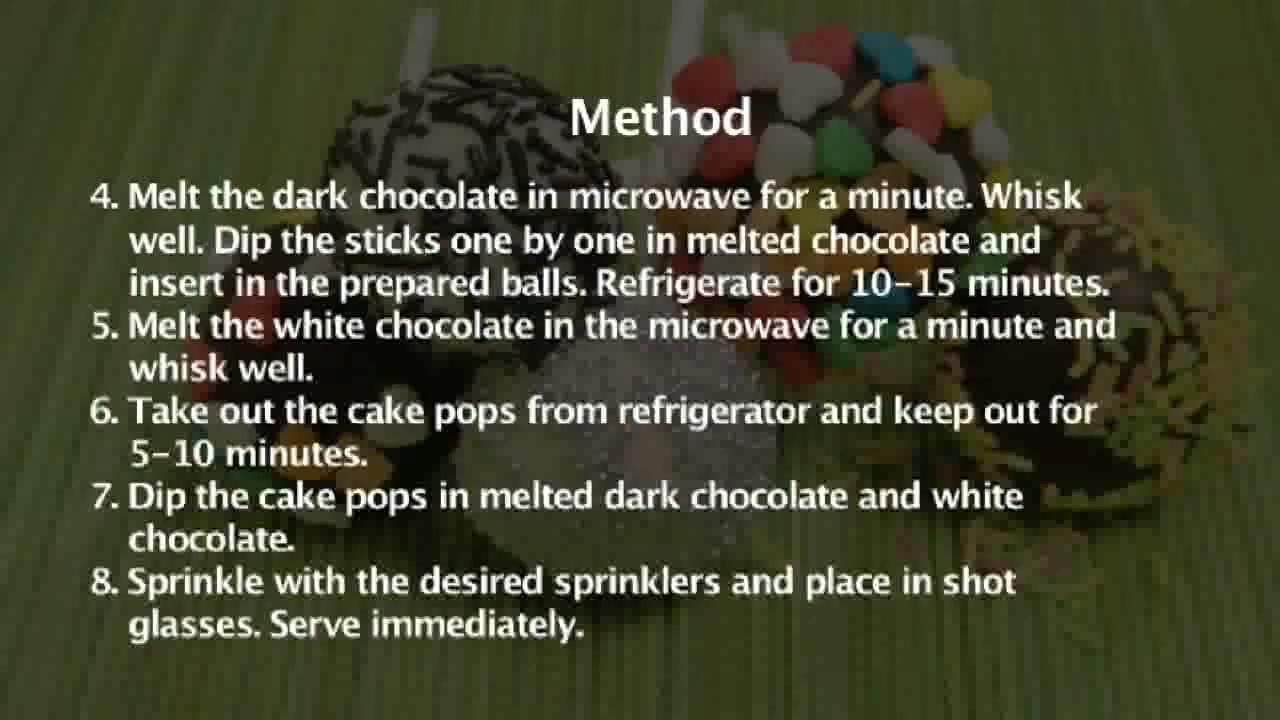 Method
4. Melt the dark chocolate in microwave for a minute. Whisk
well. Dip the sticks one by one in melted chocolate and
insert in the prepared balls. Refrigerate for 10-15 minutes.
5. Melt the white chocolate in the microwave for a minute and
whisk well.
6. Take out the cake pops from refrigerator and keep out for
5-10 minutes.
7. Dip the cake pops in melted dark chocolate and white
chocolate.
8. Sprinkle with the desired sprinklers and place in shot
glasses. Serve immediately.